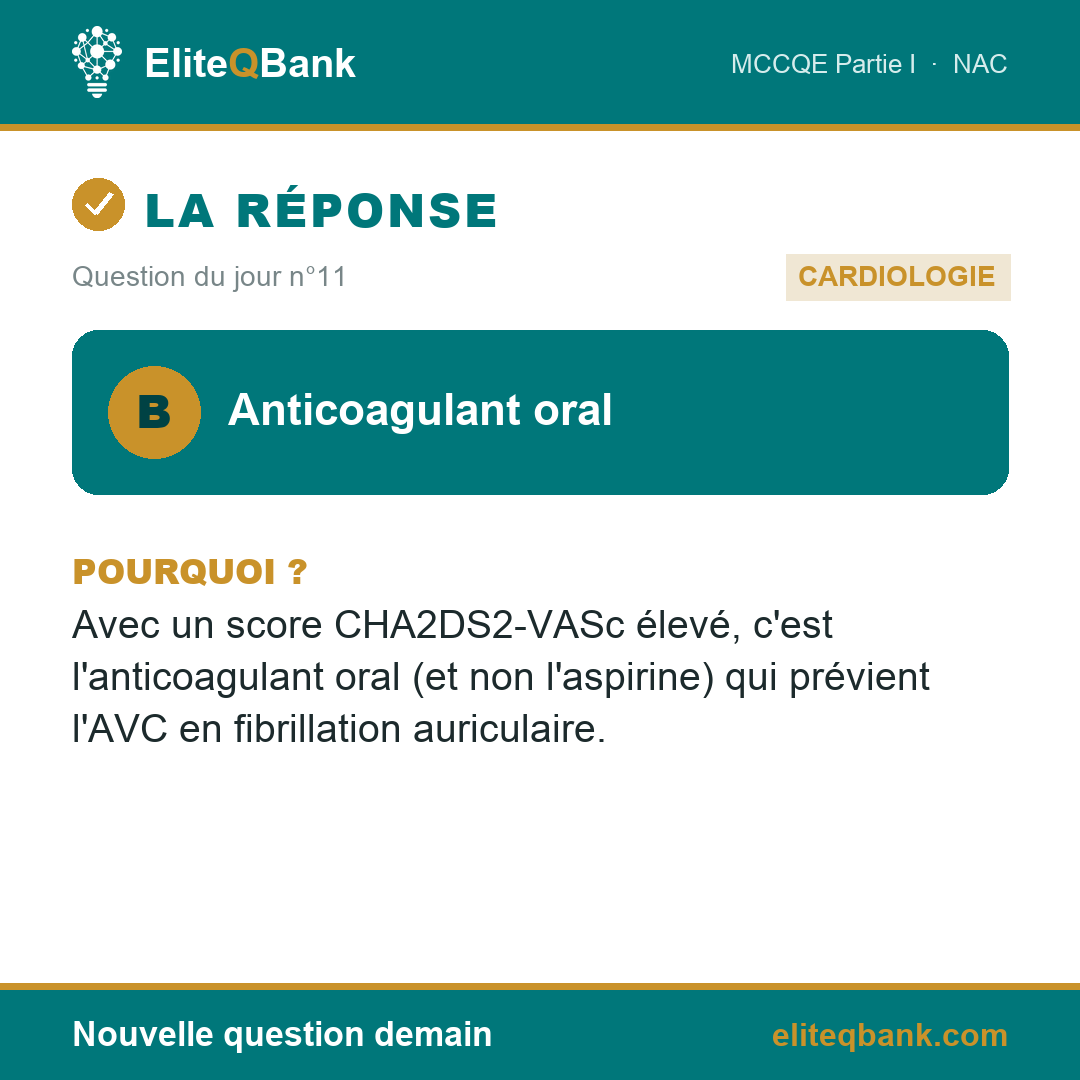 EliteQBank
MCCQE Partie I · NAC
LA RÉPONSE
Question du jour n°11
CARDIOLOGIE
B
Anticoagulant oral
POURQUOI ?
Avec un score CHA2DS2-VASc élevé, c'est
l'anticoagulant oral (et non l'aspirine) qui prévient
l'AVC en fibrillation auriculaire.
Nouvelle question demain
eliteqbank.com